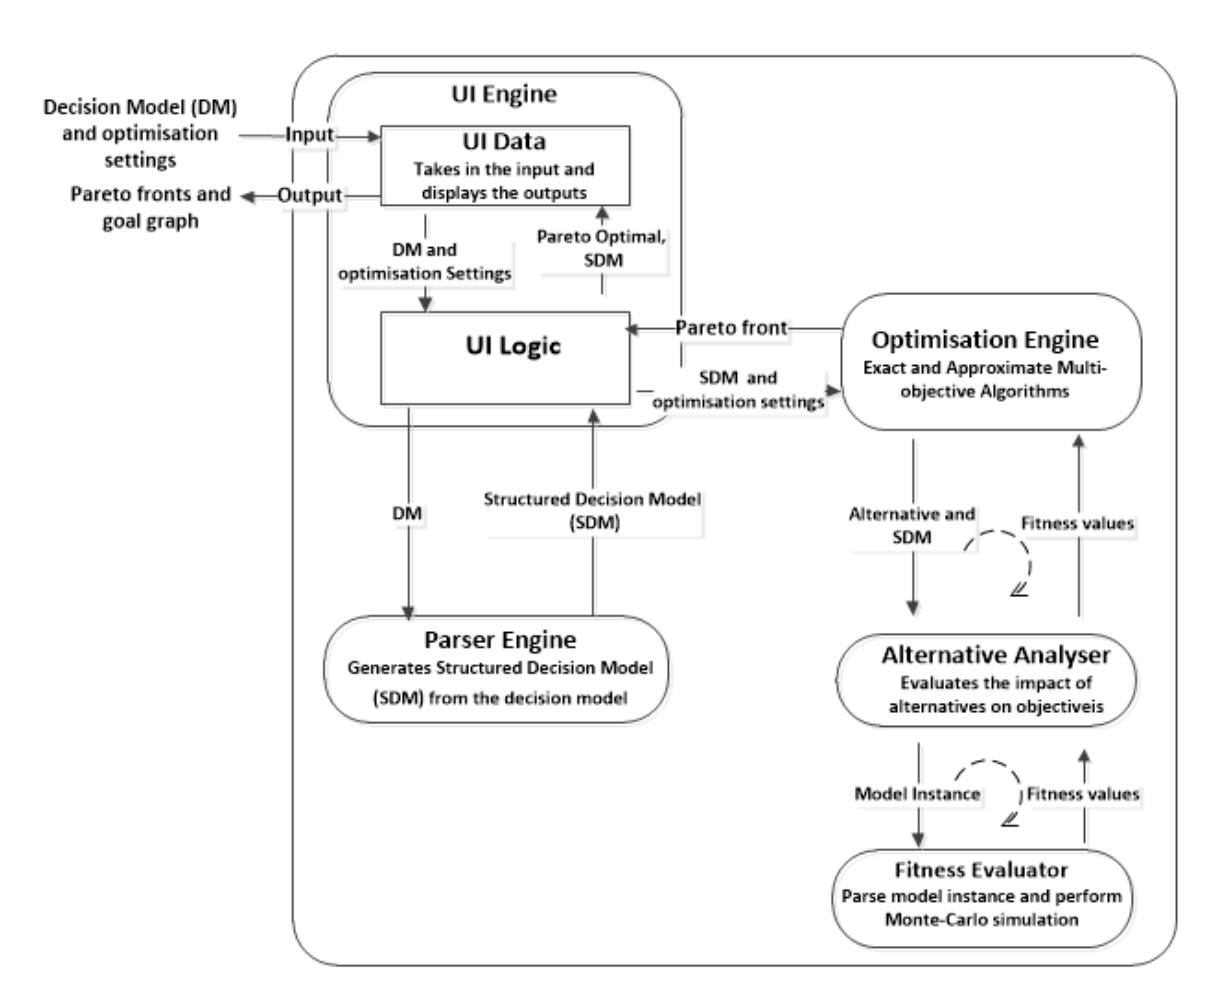 UI Engine
Decision Model (DM)
and optimisation
settings
Input
UI Data
Takes in the input and
displays the outputs
Pareto fronts and
goal graph
Output
DM and
optimisation Settings
Pareto Optimal,
SDM
UI Logic
Pareto front
SDM and
optimisation settings
Optimisation Engine
Exact and Approximate Multi-
objective Algorithms
DM
Structured Decision Model
(SDM)
Alternative and
SDM
Fitness values
Parser Engine
Generates Structured Decision Model
(SDM) from the decision model
Alternative Analyser
Evaluates the impact of
alternatives on objectiveis
Model Instance
Fitness values
Fitness Evaluator
Parse model instance and perform
Monte-Carlo simulation